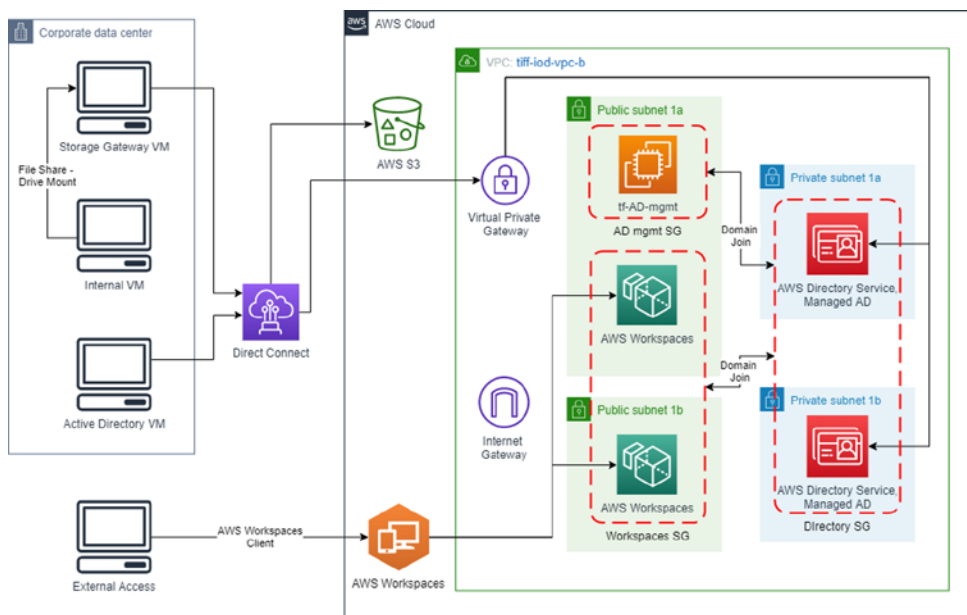 Corporate data center
Storage Gateway VM
File Share -
Drive Mount
Internal VM
Active Directory VM
External Access
AWS Workspaces
Client
Direct Connect
aws
AWS Cloud
AWS S3
Virtual Private
Gateway
Internet
Gateway
AWS Workspaces
VPC: tiff-iod-vpc-b
Public subnet 1a
tf-AD-mgmt
AD mgmt SG
AWS Workspaces
Public subnet 1b
AWS Workspaces
Workspaces SG
Domain
Join
Domain
Join
Private subnet 1a
AWS Directory Service,
Managed AD
Private subnet 1b
AWS Directory Service,
Managed AD
Directory SG